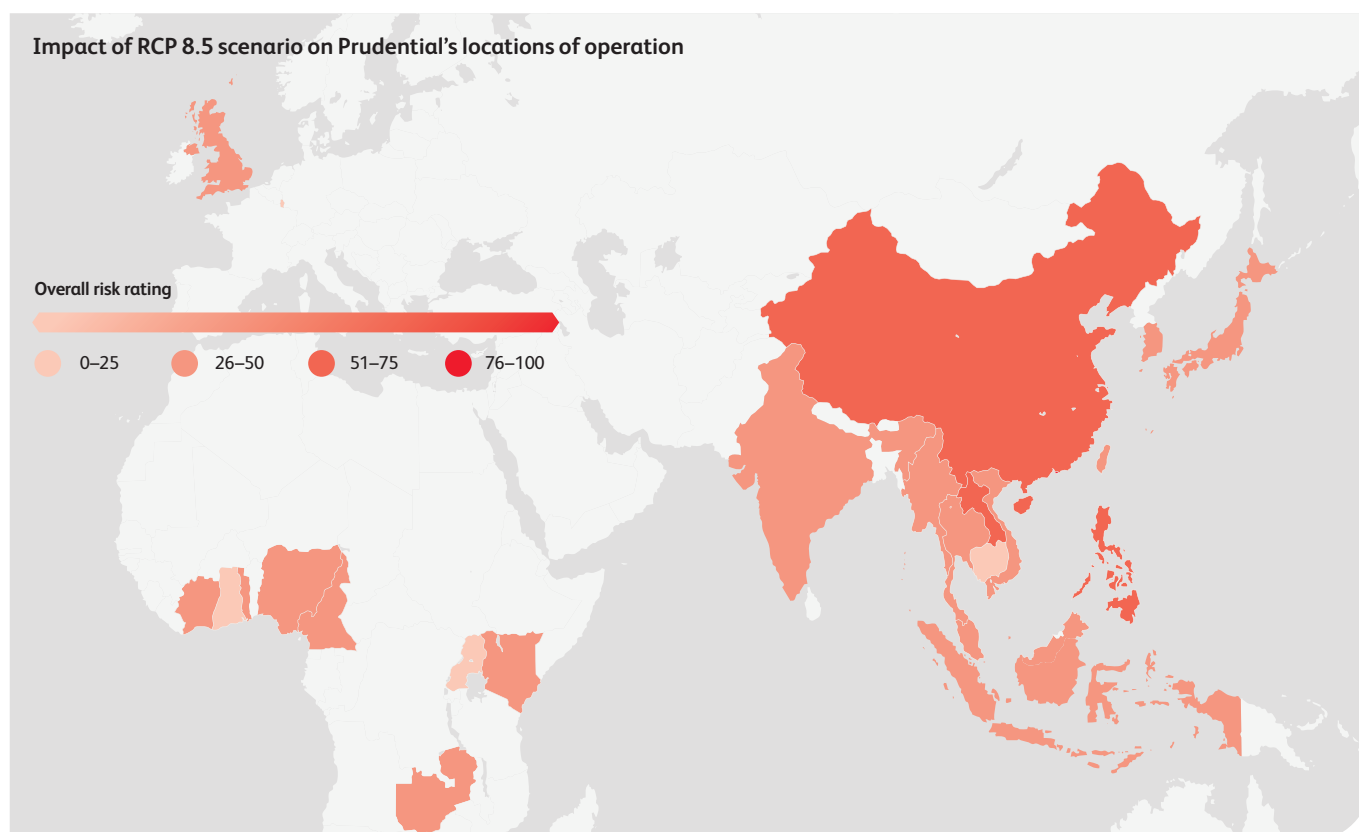 Impact of RCP 8.5 scenario on Prudential’s locations of operation
Overall risk rating
0–25 26–50 51–75 76–100